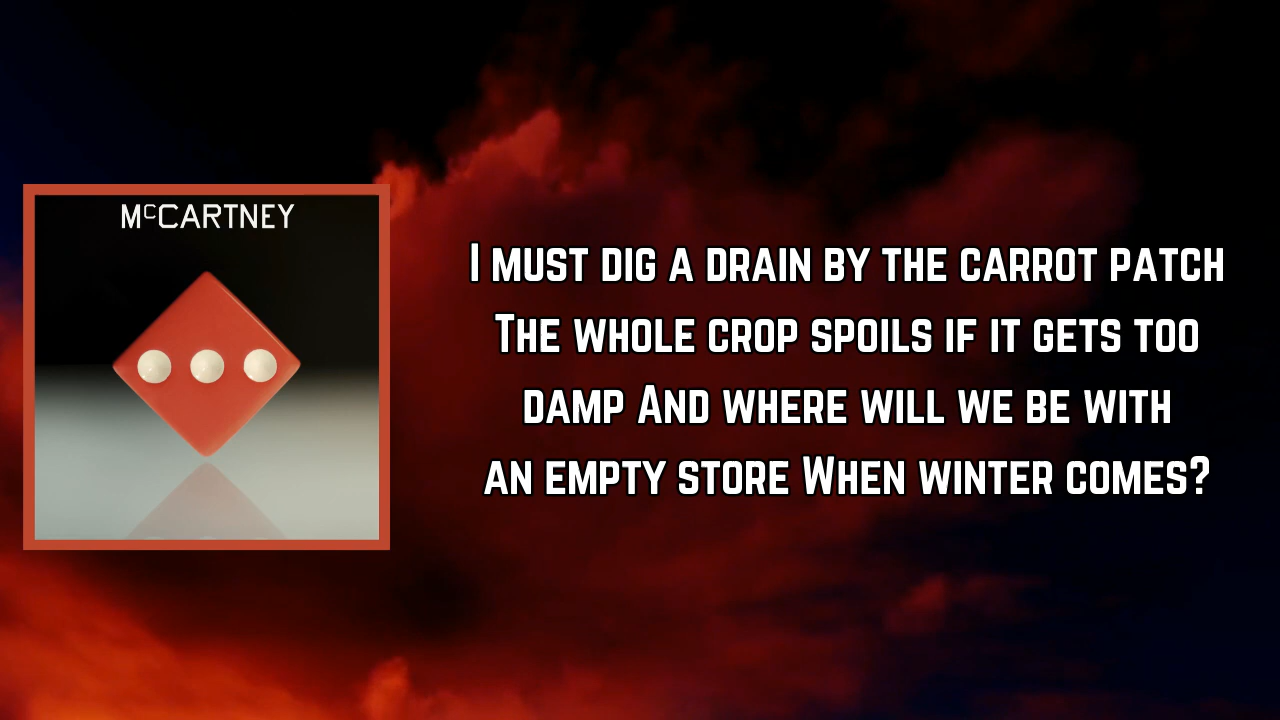 McCARTNEY
I MUST DIG A DRAIN BY THE CARROT PATCH
THE WHOLE CROP SPOILS IF IT GETS TOO
DAMP AND WHERE WILL WE BE WITH
AN EMPTY STORE WHEN WINTER COMES?